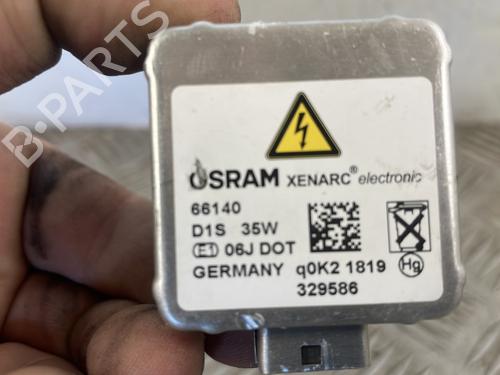 OSRAM XENARC® electronic
66140
D1S 35W
E1 06J DOT
GERMANY q0K2 1819 Hg
329586
B-PARTS